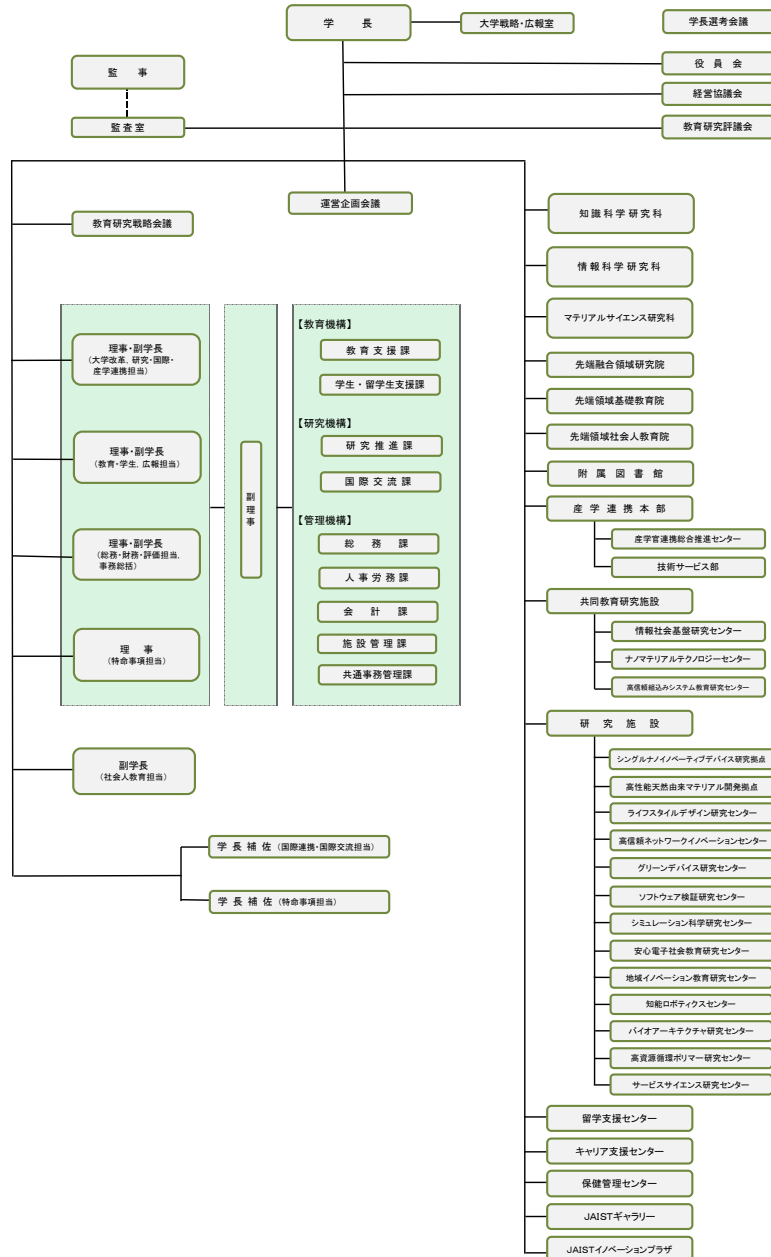 学長
大学戦略・広報室
学長選考会議
役員会
経営協議会
教育研究評議会
監事
監査室
運営企画会議
教育研究戦略会議
理事・副学長
(大学改革, 研究・国際・
産学連携担当)
理事・副学長
(教育・学生, 広報担当)
理事・副学長
(総務・財務・評価担当,
事務総括)
理事
(特命事項担当)
副理事
【教育機構】
教育支援課
学生・留学生支援課
【研究機構】
研究推進課
国際交流課
【管理機構】
総務課
人事労務課
会計課
施設管理課
共通事務管理課
副学長
(社会人教育担当)
学長補佐 (国際連携・国際交流担当)
学長補佐 (特命事項担当)
知識科学研究科
情報科学研究科
マテリアルサイエンス研究科
先端融合領域研究院
先端領域基礎教育院
先端領域社会人教育院
附属図書館
産学連携本部
産学官連携総合推進センター
技術サービス部
共同教育研究施設
情報社会基盤研究センター
ナノマテリアルテクノロジーセンター
高信頼組込みシステム教育研究センター
研究施設
シングルナノイノベーティブデバイス研究拠点
高性能天然由来マテリアル開発拠点
ライフスタイルデザイン研究センター
高信頼ネットワークイノベーションセンター
グリーンデバイス研究センター
ソフトウェア検証研究センター
シミュレーション科学研究センター
安心電子社会教育研究センター
地域イノベーション教育研究センター
知能ロボティクスセンター
バイオアーキテクチャ研究センター
高資源循環ポリマー研究センター
サービスサイエンス研究センター
留学支援センター
キャリア支援センター
保健管理センター
JAISTギャラリー
JAISTイノベーションプラザ